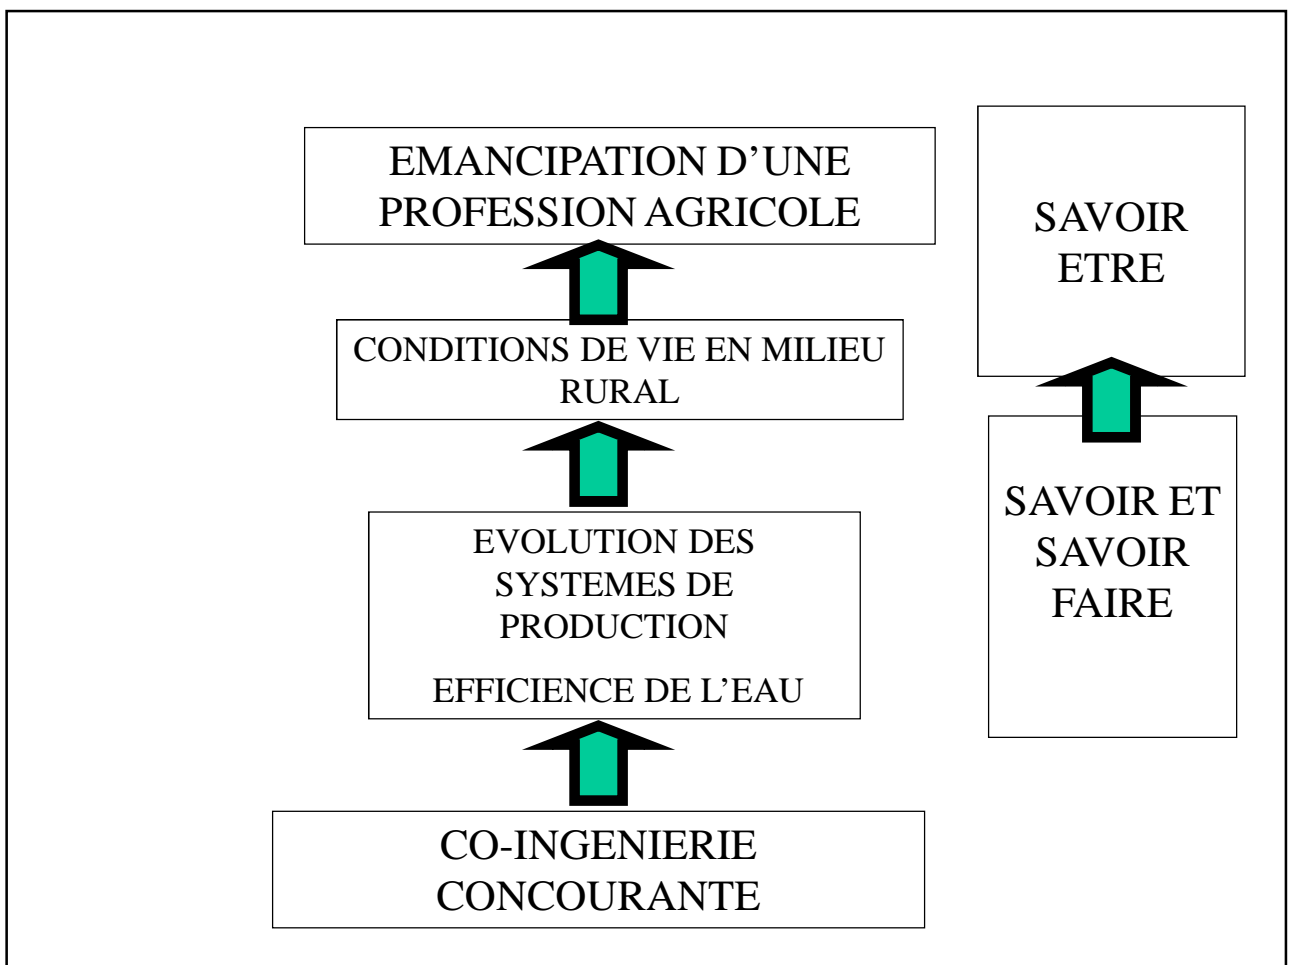 EMANCIPATION D’UNE
PROFESSION AGRICOLE
CONDITIONS DE VIE EN MILIEU
RURAL
EVOLUTION DES
SYSTEMES DE
PRODUCTION
EFFICIENCE DE L’EAU
CO-INGENIERIE
CONCOURANTE
SAVOIR
ETRE
SAVOIR ET
SAVOIR
FAIRE